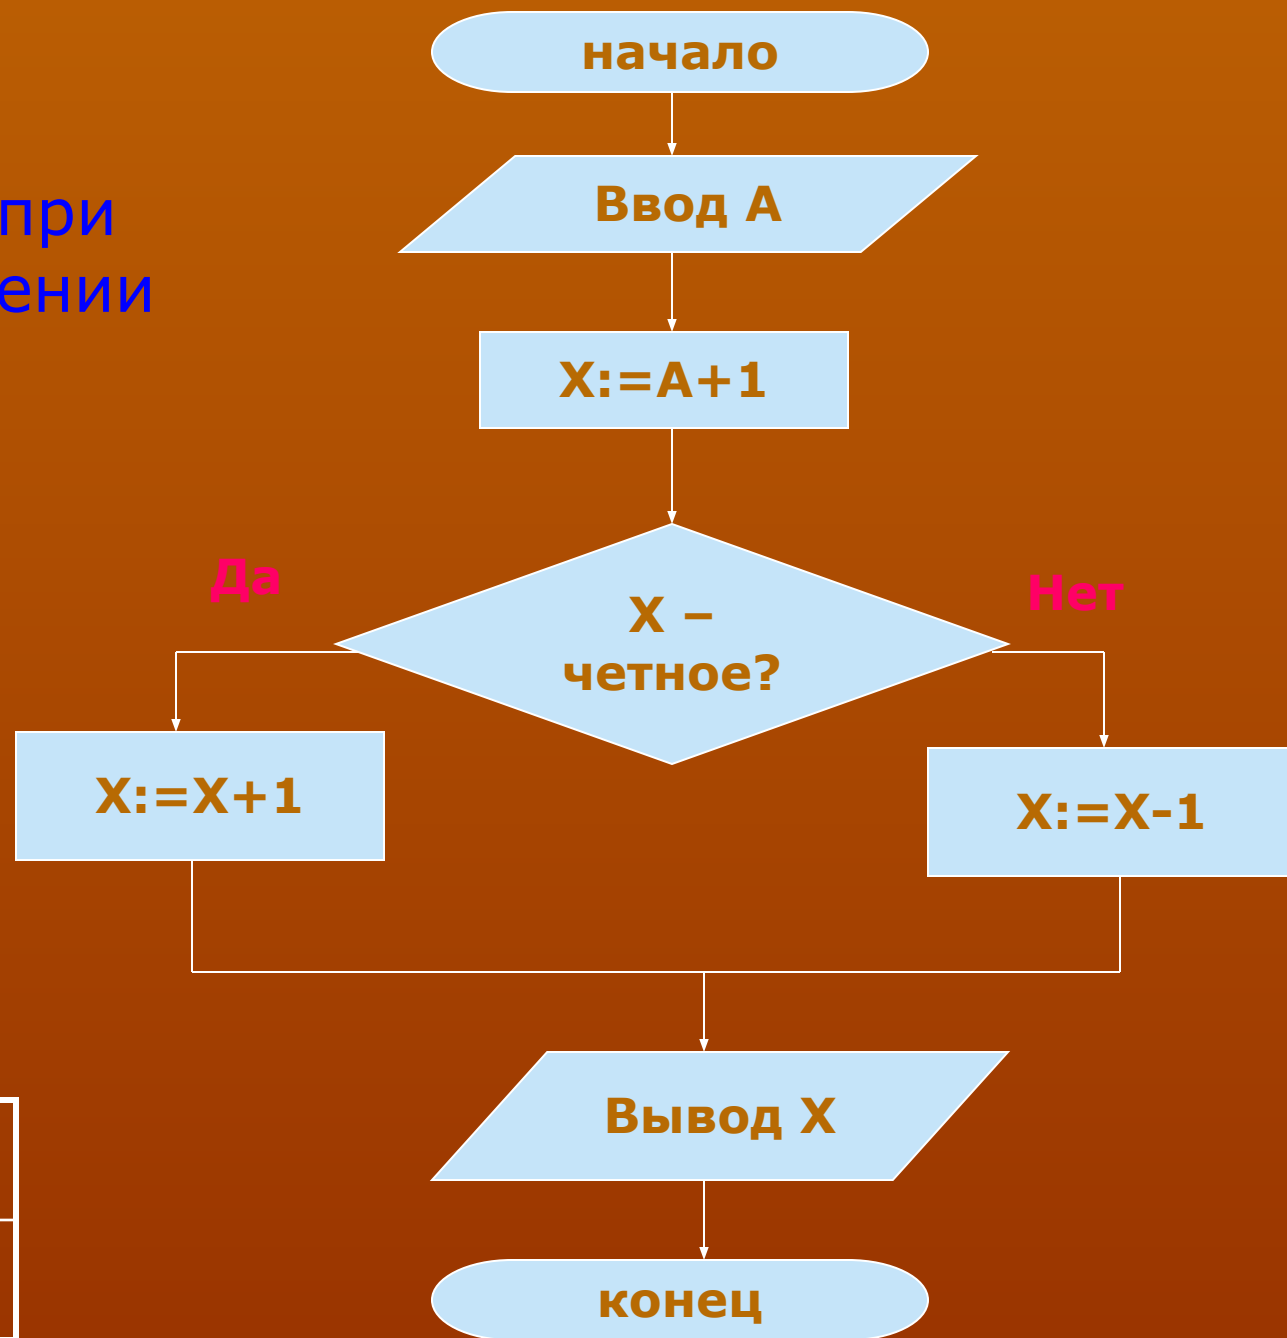 начало
Ввод А
при
ении
X:=A+1
Да
Нет
X –
четное?
X:=X+1
X:=X-1
Вывод X
конец